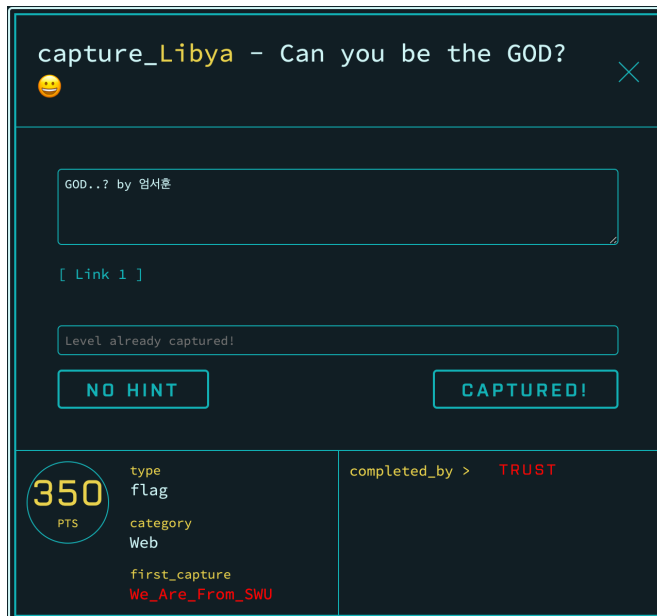 capture_Libya - Can you be the GOD?
😀
GOD..? by 엄서훈
[ Link 1 ]
Level already captured!
NO HINT
CAPTURED!
350
PTS
type
flag
category
Web
first_capture
We_Are_From_SWU
completed_by >
TRUST